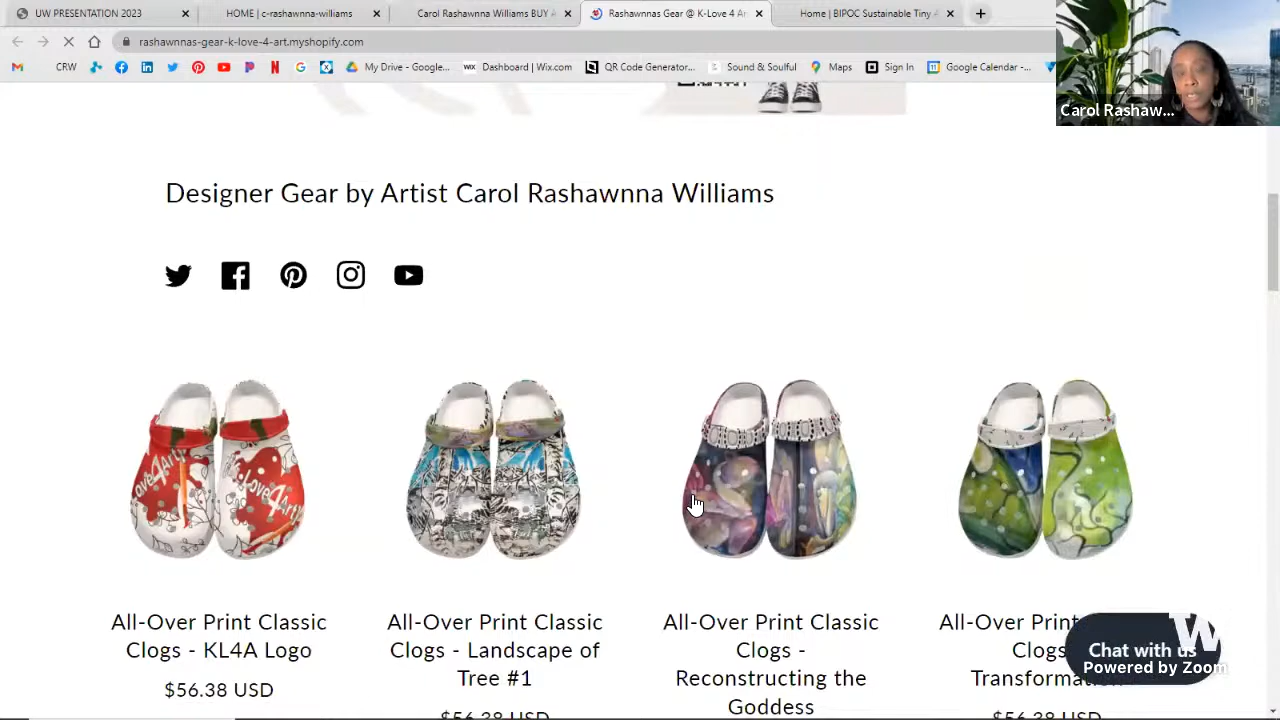 UW PRESENTATION 2023
HOME | c-rashawnna-williams
Carol Rashawnna Williams BUY A
Rashawnnas Gear @ K-Love 4 Ar
Home | BIPOC Sustainable Tiny A
rashawnnas-gear-k-love-4-art.myshopify.com
CRW
My Drive - Google...
Dashboard | Wix.com
QR Code Generator...
Sound & Soulful
Maps
Sign In
Google Calendar -...
Carol Rashaw...
Designer Gear by Artist Carol Rashawnna Williams
All-Over Print Classic
Clogs - KL4A Logo
$56.38 USD
All-Over Print Classic
Clogs - Landscape of
Tree #1
$56.38 USD
All-Over Print Classic
Clogs -
Reconstructing the
Goddess
All-Over Print
Clogs
Transformat
$56.38 USD
W
Chat with us
Powered by Zoom